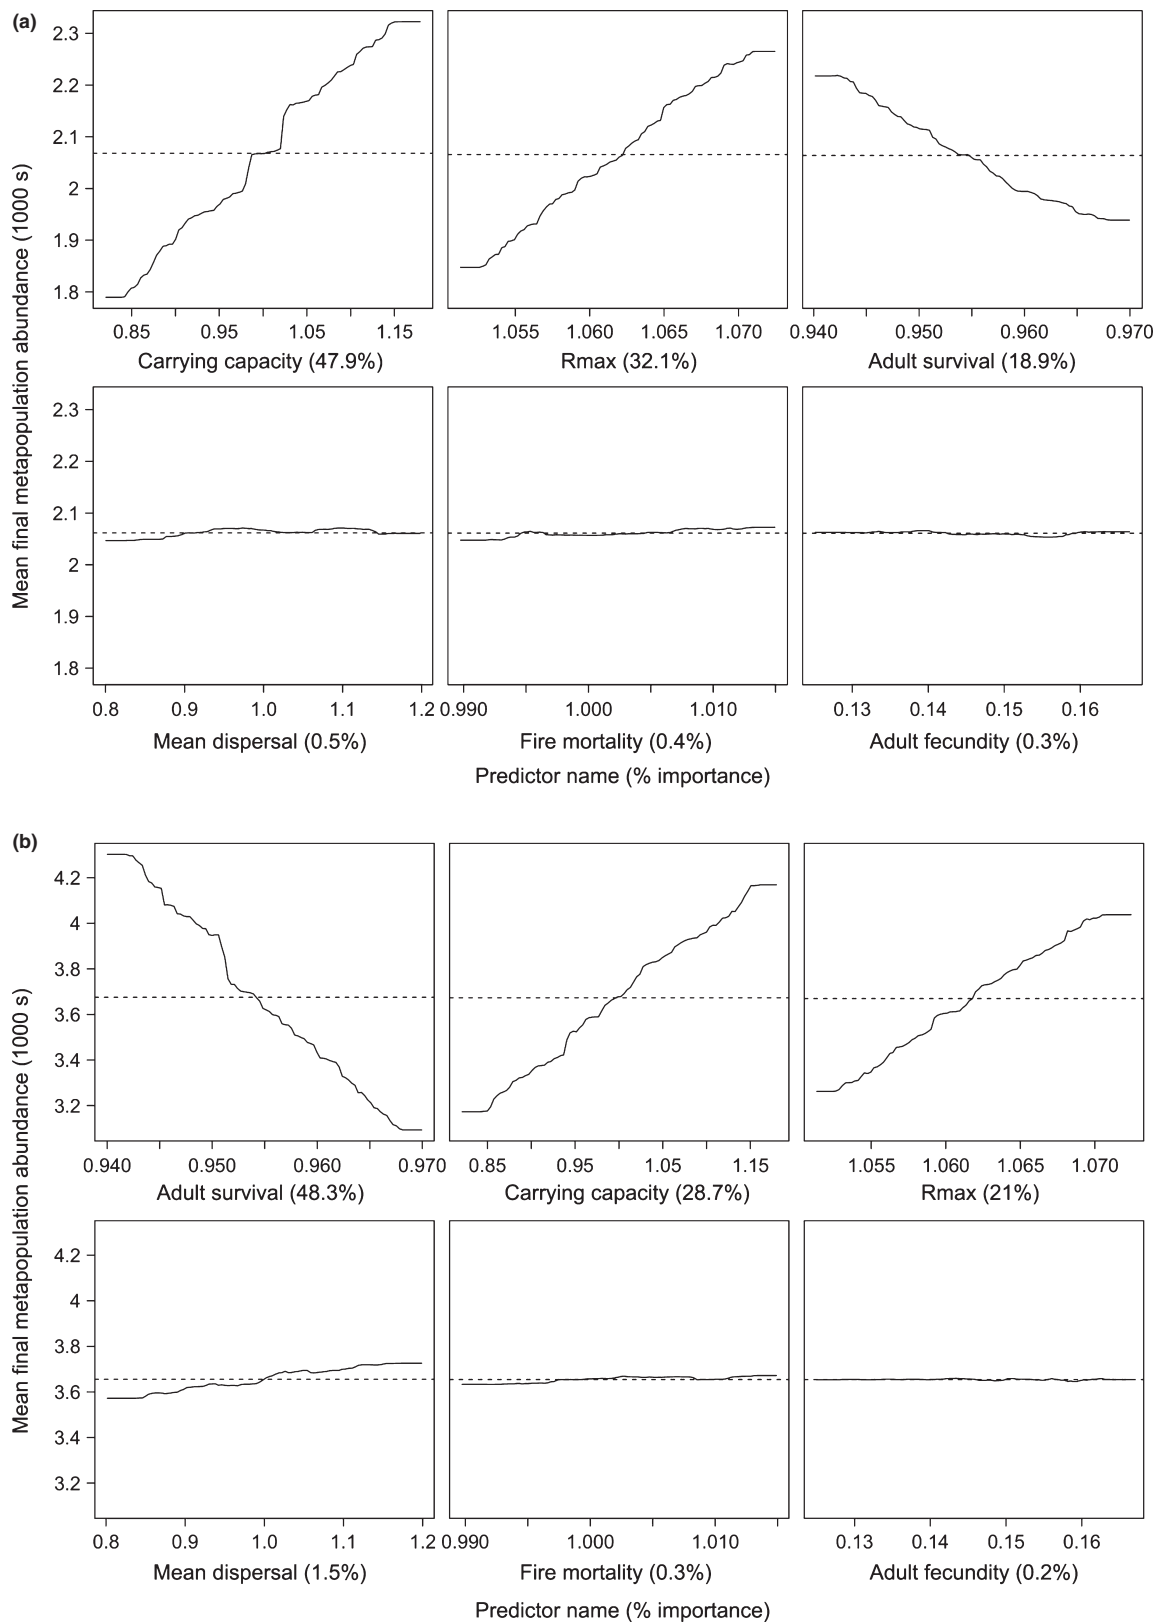 (a)
Mean final metapopulation abundance (1000 s)
2.3
2.2
2.1
2
1.9
1.8
0.85 0.95 1.05 1.15
Carrying capacity (47.9%)
1.055 1.060 1.065 1.070
Rmax (32.1%)
0.940 0.950 0.960 0.970
Adult survival (18.9%)
2.3
2.2
2.1
2
1.9
1.8
0.8 0.9 1.0 1.1 1.2
Mean dispersal (0.5%)
0.990 1.000 1.010
Fire mortality (0.4%)
0.13 0.14 0.15 0.16
Adult fecundity (0.3%)
Predictor name (% importance)
(b)
Mean final metapopulation abundance (1000 s)
4.2
4
3.8
3.6
3.4
3.2
0.940 0.950 0.960 0.970
Adult survival (48.3%)
0.85 0.95 1.05 1.15
Carrying capacity (28.7%)
1.055 1.060 1.065 1.070
Rmax (21%)
4.2
4
3.8
3.6
3.4
3.2
0.8 0.9 1.0 1.1 1.2
Mean dispersal (1.5%)
0.990 1.000 1.010
Fire mortality (0.3%)
0.13 0.14 0.15 0.16
Adult fecundity (0.2%)
Predictor name (% importance)